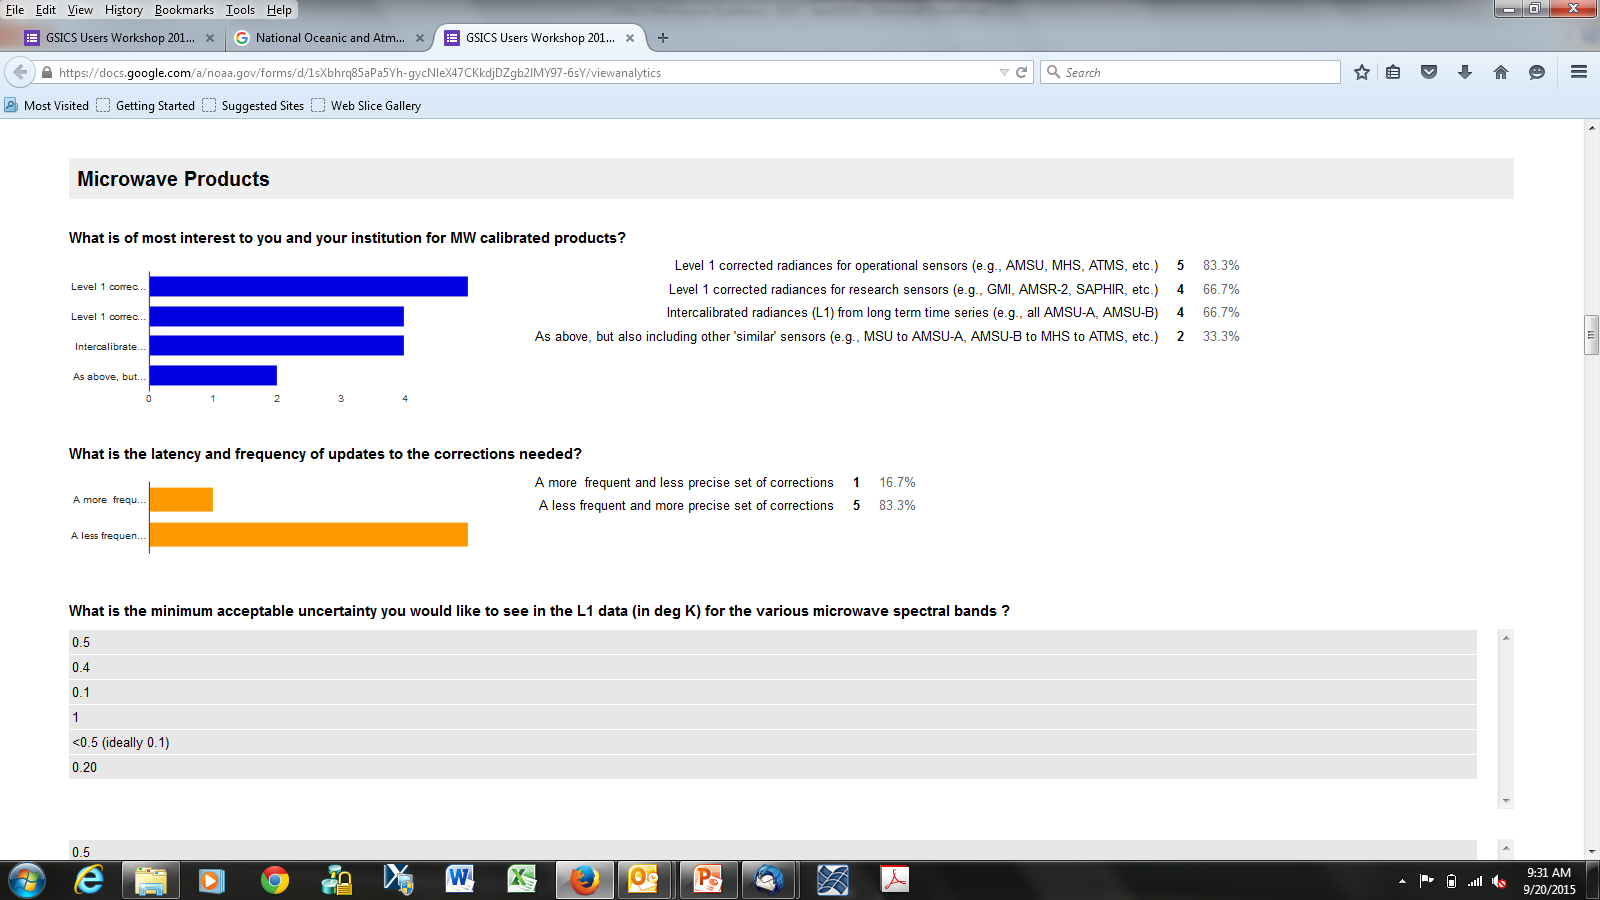 File Edit View History Bookmarks Tools Help
GSICS Users Workshop 201... National Oceanic and Atm... GSICS Users Workshop 201...
https://docs.google.com/a/noaa.gov/forms/d/1sXbhrq85aPa5Yh-gycNIeX47CKkdjDZgb2IMY97-6sY/viewanalytics Search
Most Visited Getting Started Suggested Sites Web Slice Gallery
Microwave Products
What is of most interest to you and your institution for MW calibrated products?
Level 1 correc...
Level 1 correc...
Intercalibrate...
As above, but...
0 1 2 3 4
Level 1 corrected radiances for operational sensors (e.g., AMSU, MHS, ATMS, etc.) 5 83.3%
Level 1 corrected radiances for research sensors (e.g., GMI, AMSR-2, SAPHIR, etc.) 4 66.7%
Intercalibrated radiances (L1) from long term time series (e.g., all AMSU-A, AMSU-B) 4 66.7%
As above, but also including other 'similar' sensors (e.g., MSU to AMSU-A, AMSU-B to MHS to ATMS, etc.) 2 33.3%
What is the latency and frequency of updates to the corrections needed?
A more frequ...
A less frequen...
A more frequent and less precise set of corrections 1 16.7%
A less frequent and more precise set of corrections 5 83.3%
What is the minimum acceptable uncertainty you would like to see in the L1 data (in deg K) for the various microwave spectral bands ?
0.5
0.4
0.1
1
<0.5 (ideally 0.1)
0.20
0.5
9:31 AM
9/20/2015